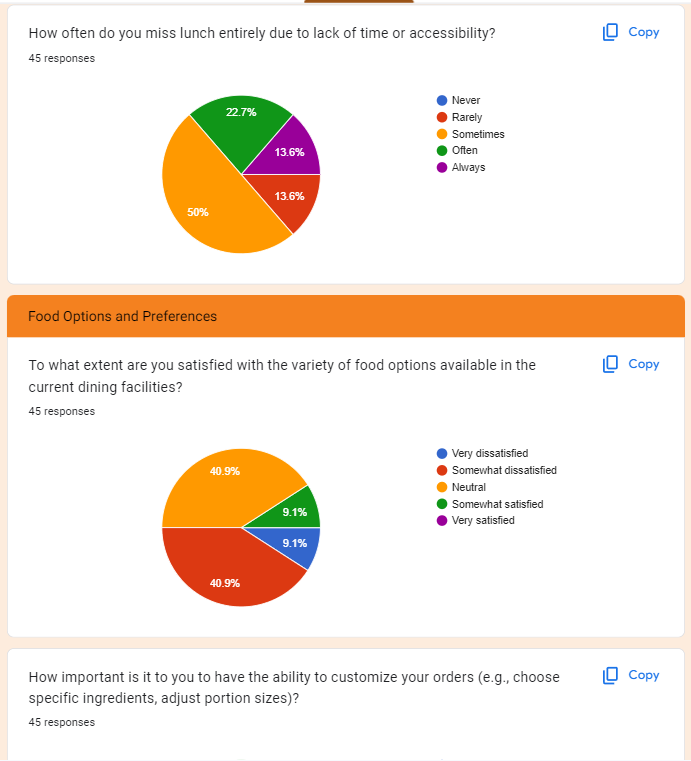 How often do you miss lunch entirely due to lack of time or accessibility?
Copy
45 responses
22.7%
13.6%
13.6%
50%
Never
Rarely
Sometimes
Often
Always
Food Options and Preferences
To what extent are you satisfied with the variety of food options available in the
current dining facilities?
Copy
45 responses
40.9%
9.1%
9.1%
40.9%
Very dissatisfied
Somewhat dissatisfied
Neutral
Somewhat satisfied
Very satisfied
How important is it to you to have the ability to customize your orders (e.g., choose
specific ingredients, adjust portion sizes)?
Copy
45 responses